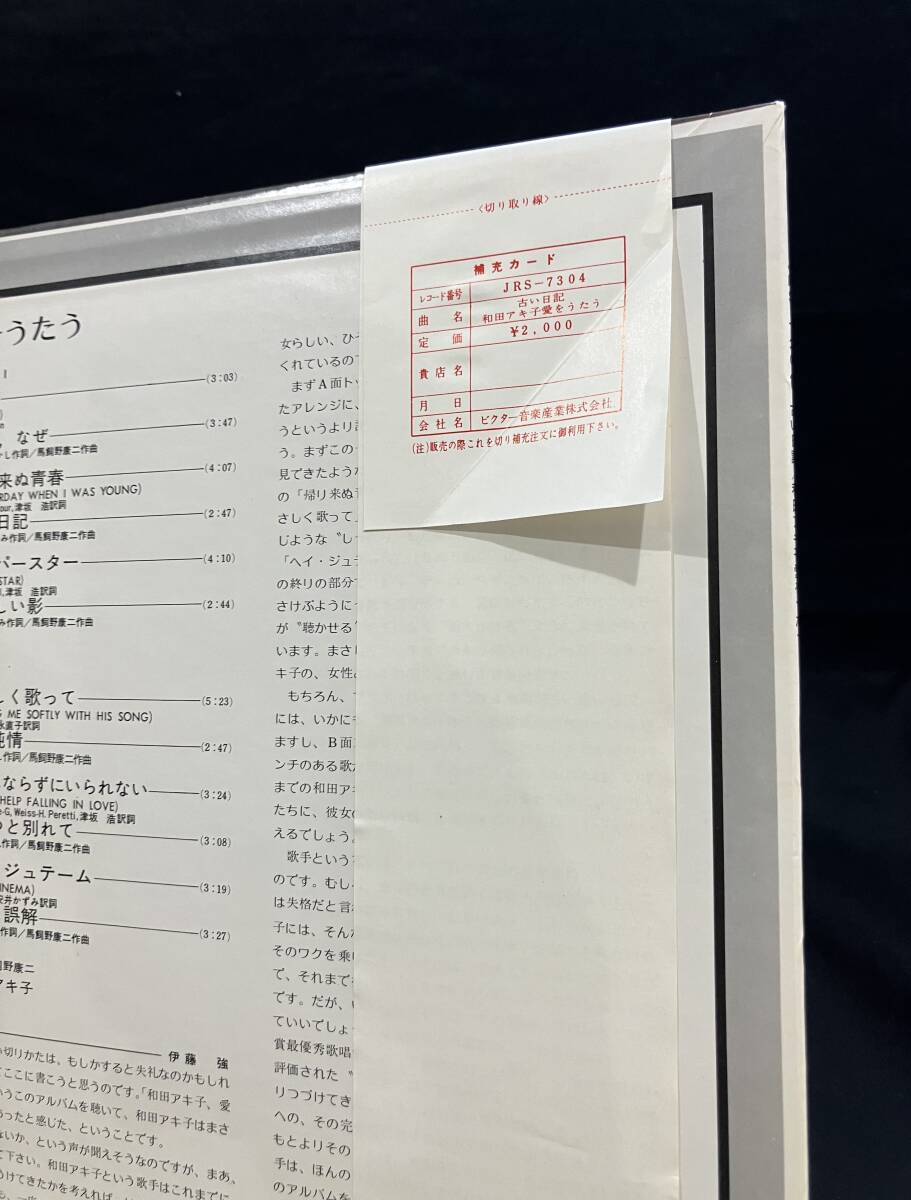 〈切り取り線〉
補充カード
レコード番号 JRS-7304
曲名 古い日記
和田アキ子愛をうたう
定価 ¥2,000
貴店名
月日
会社名 ビクター音楽産業株式会社
(注)販売の際これを切り補充注文に御利用下さい。
うたう
I
(3:03)
なぜ (3:47)
し作詞/馬飼野康二作曲
来ぬ青春 (4:07)
RDAY WHEN I WAS YOUNG)
our,津坂 浩訳詞
日記 (2:47)
み作詞/馬飼野康二作曲
パースター (4:10)
STAR)
津坂 浩訳詞
しい影 (2:44)
み作詞/馬飼野康二作曲
く歌って (5:23)
G ME SOFTLY WITH HIS SONG)
永直子訳詞
純情 (2:47)
作詞/馬飼野康二作曲
ならずにいられない (3:24)
HELP FALLING IN LOVE)
e-G, Weiss-H. Peretti,津坂 浩訳詞
と別れて (3:08)
作詞/馬飼野康二作曲
ジュテーム (3:19)
INEMA)
安井かずみ訳詞
誤解 (3:27)
作詞/馬飼野康二作曲
野康二
アキ子
伊藤 強
切りかたは、もしかすると失礼なのかもしれ
ここに書こうと思うのです。「和田アキ子、愛
うこのアルバムを聴いて、和田アキ子はまさ
あったと感じた、ということです。
ないか、という声が聞えそうなのですが、まあ、
て下さい。和田アキ子という歌手はこれまでに
うけてきたかを考えれば、
女らしい、ひ
くれているの
まずA面ト
たアレンジに、
うというより
う。まずこの
見できたよう
の「帰り来ぬ
さしく歌って」
じような〝し
「ヘイ・ジュ
の終りの部分
さけぶように
が〝聴かせる
います。まさ
キ子の、女性
もちろん、
には、いかに
ますし、B面
ンチのある歌
までの和田アキ
たちに、彼女
えるでしょう。
歌手という
のです。むし
は失格だと言
子には、そん
そのワクを乗
で、それまで
です。だが、
ていいでしょ
賞最優秀歌唱
評価された〝
りつづけてき
への、その完
もとよりその
手は、ほんの
のアルバムを